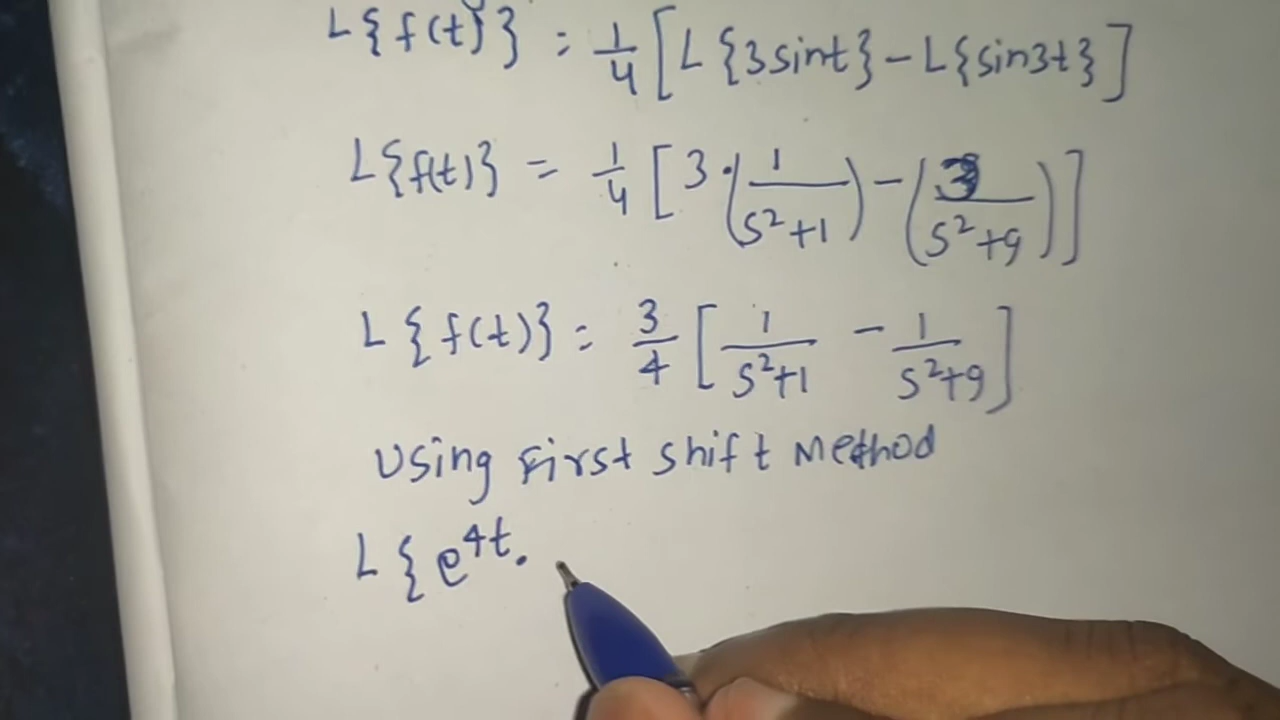 L{f(t)} = 1/4 [L{3sint} - L{sin3t}]
L{f(t)} = 1/4 [3·(1/(s²+1)) - (3/(s²+9))]
L{f(t)} = 3/4 [1/(s²+1) - 1/(s²+9)]
Using First shift Method
L{e^4t.